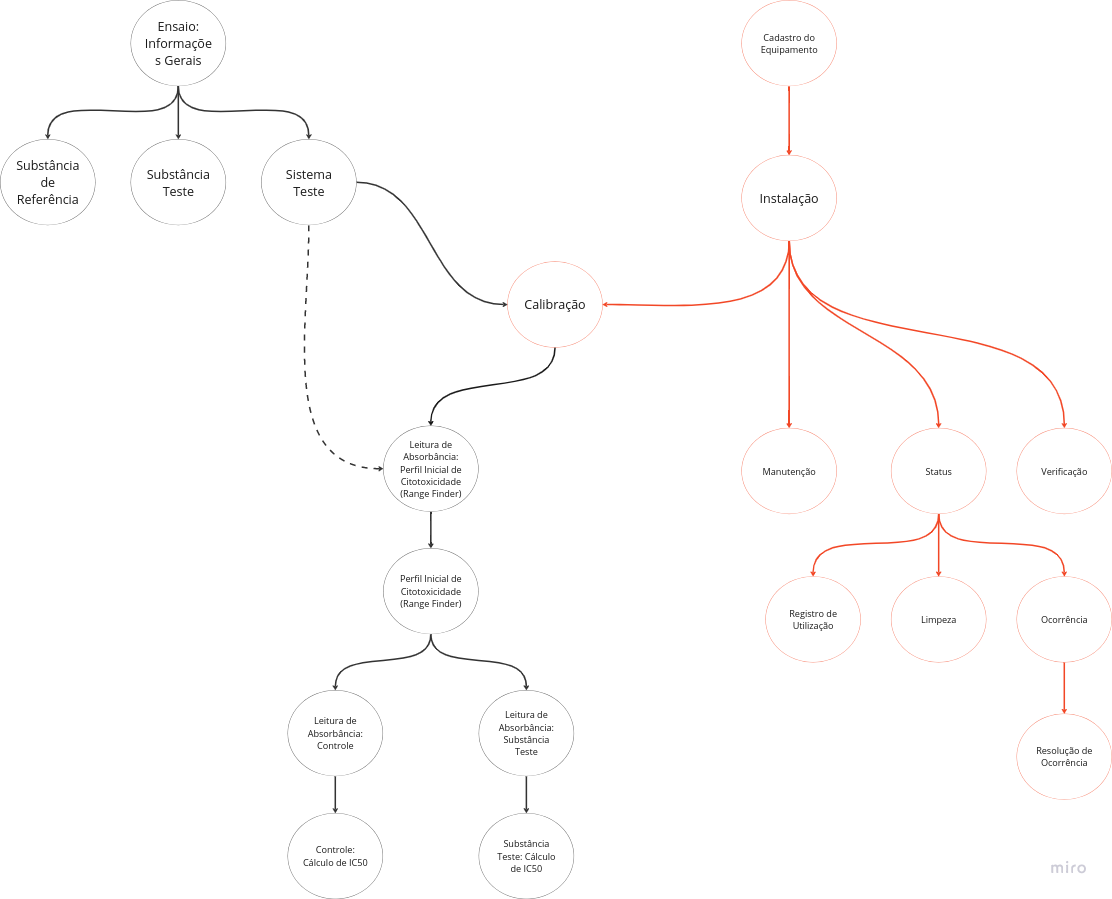 Ensaio:
Informaçõe
s Gerais
Cadastro do
Equipamento
Substância
de
Referência
Substância
Teste
Sistema
Teste
Instalação
Calibração
Leitura de
Absorbância:
Perfil Inicial de
Citotoxicidade
(Range Finder)
Manutenção
Status
Verificação
Perfil Inicial de
Citotoxicidade
(Range Finder)
Registro de
Utilização
Limpeza
Ocorrência
Leitura de
Absorbância:
Controle
Leitura de
Absorbância:
Substância
Teste
Resolução de
Ocorrência
Controle:
Cálculo de IC50
Substância
Teste: Cálculo
de IC50
miro